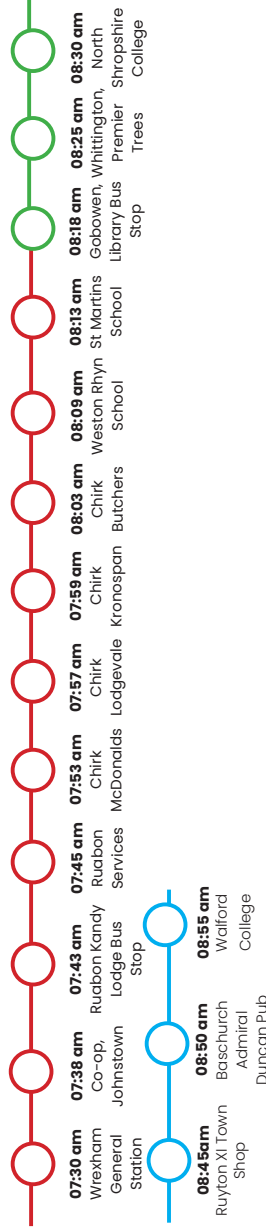 07:30 am
Wrexham
General
Station
07:38 am
Co-op,
Johnstown
07:43 am
Ruabon Kandy
Lodge Bus
Stop
07:45 am
Ruabon
Services
07:53 am
Chirk
McDonalds
07:57 am
Chirk
Lodgevale
07:59 am
Chirk
Kronospan
08:03 am
Chirk
Butchers
08:09 am
Weston Rhyn
School
08:13 am
St Martins
School
08:18 am
Gobowen,
Library Bus
Stop
08:25 am
Whittington,
Premier
Trees
08:30 am
North
Shropshire
College
08:45am
Ruyton XI Town
Shop
08:50 am
Baschurch
Admiral
Duncan Pub
08:55 am
Walford
College